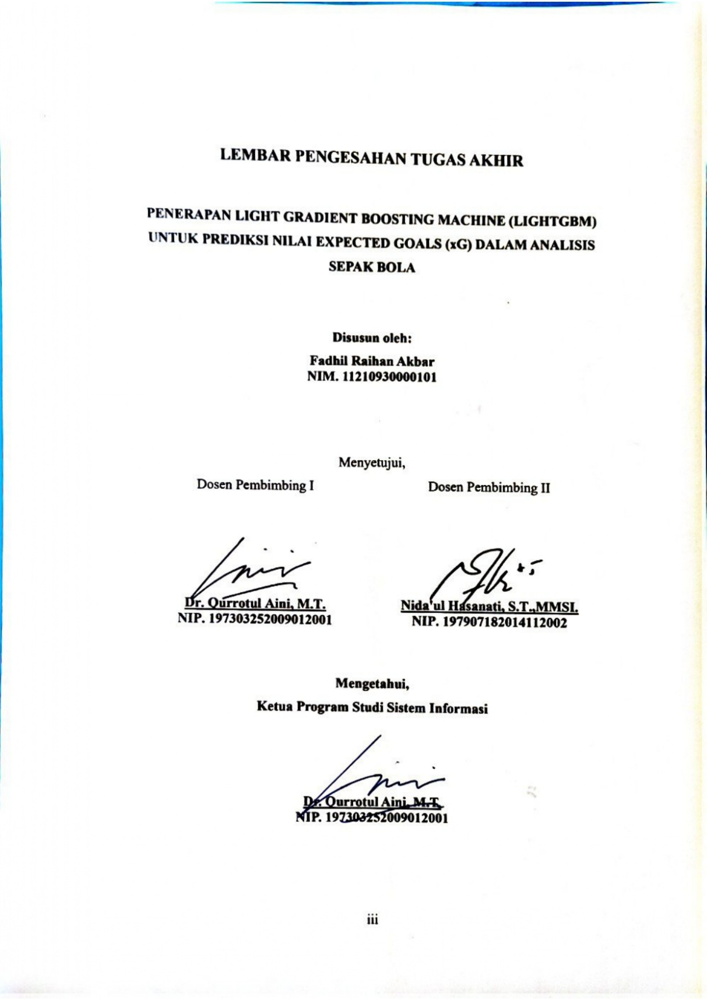 LEMBAR PENGESAHAN TUGAS AKHIR
PENERAPAN LIGHT GRADIENT BOOSTING MACHINE (LIGHTGBM)
UNTUK PREDIKSI NILAI EXPECTED GOALS (xG) DALAM ANALISIS
SEPAK BOLA
Disusun oleh:
Fadhil Raihan Akbar
NIM. 11210930000101
Menyetujui,
Dosen Pembimbing I
Dosen Pembimbing II
Dr. Qurrotul Aini, M.T.
NIP. 197303252009012001
Nida'ul Hasanati, S.T.,MMSI.
NIP. 197907182014112002
Mengetahui,
Ketua Program Studi Sistem Informasi
Dr. Qurrotul Aini, M.T.
NIP. 197303252009012001
iii